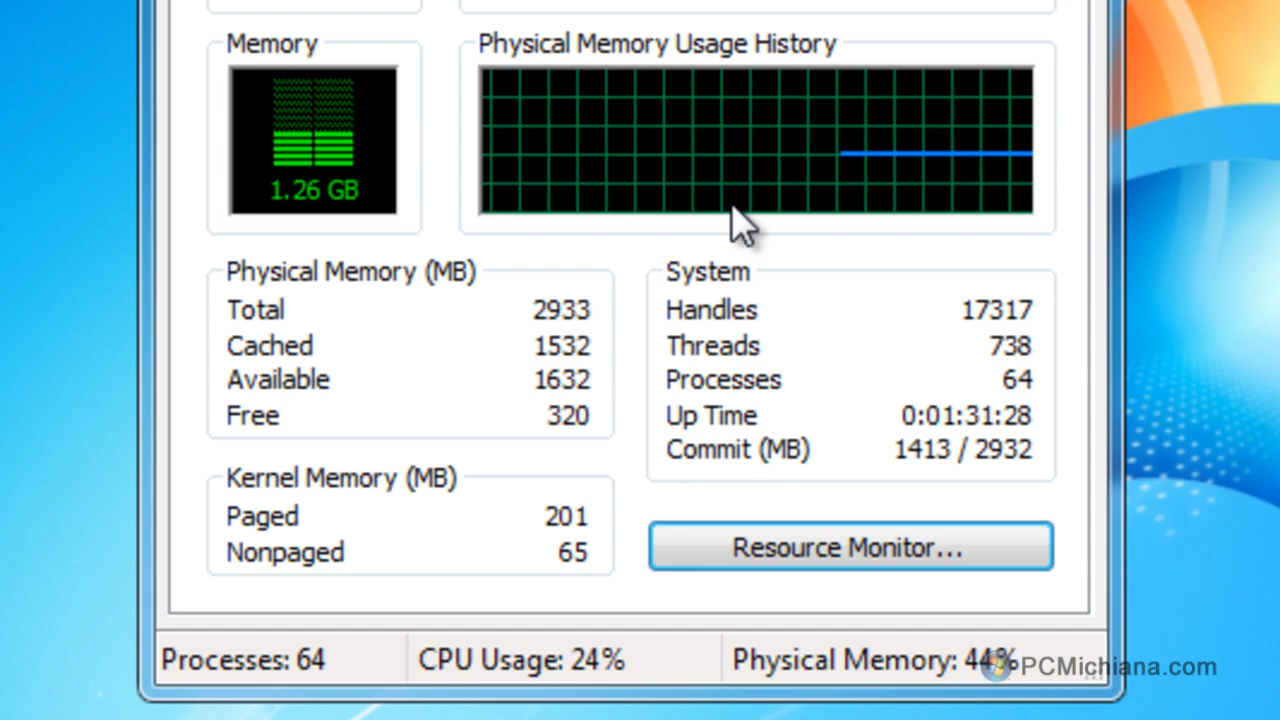 Memory
Physical Memory Usage History
1.26 GB
Physical Memory (MB)
Total 2933
Cached 1532
Available 1632
Free 320
System
Handles 17317
Threads 738
Processes 64
Up Time 0:01:31:28
Commit (MB) 1413 / 2932
Kernel Memory (MB)
Paged 201
Nonpaged 65
Resource Monitor...
Processes: 64 CPU Usage: 24% Physical Memory: 44%
PCMichiana.com